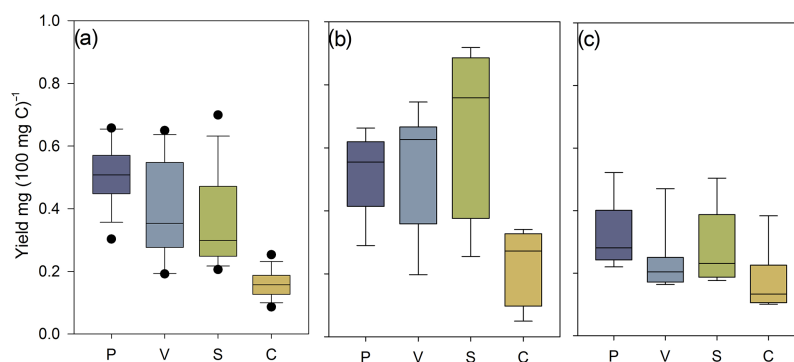 Yield mg (100 mg C)⁻¹
1.0
0.8
0.6
0.4
0.2
0.0
(a)
P V S C
(b)
P V S C
(c)
P V S C